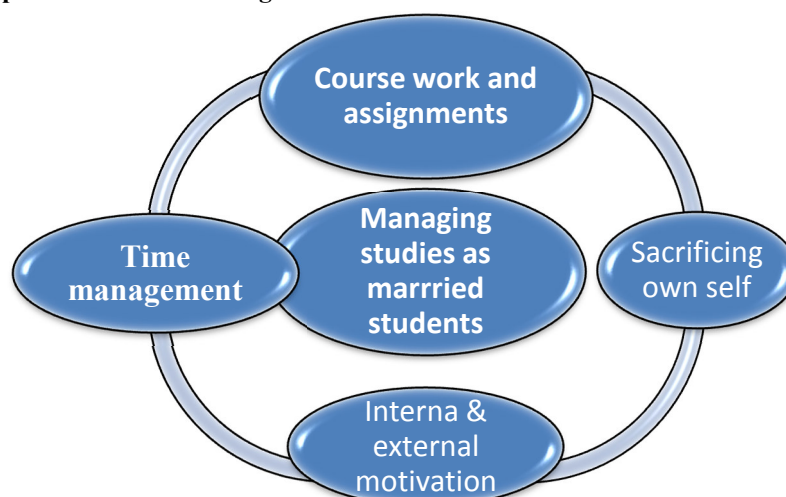 Course work and
assignments
Time
management
Managing
studies as
marrried
students
Sacrificing
own self
Interna &
external
motivation